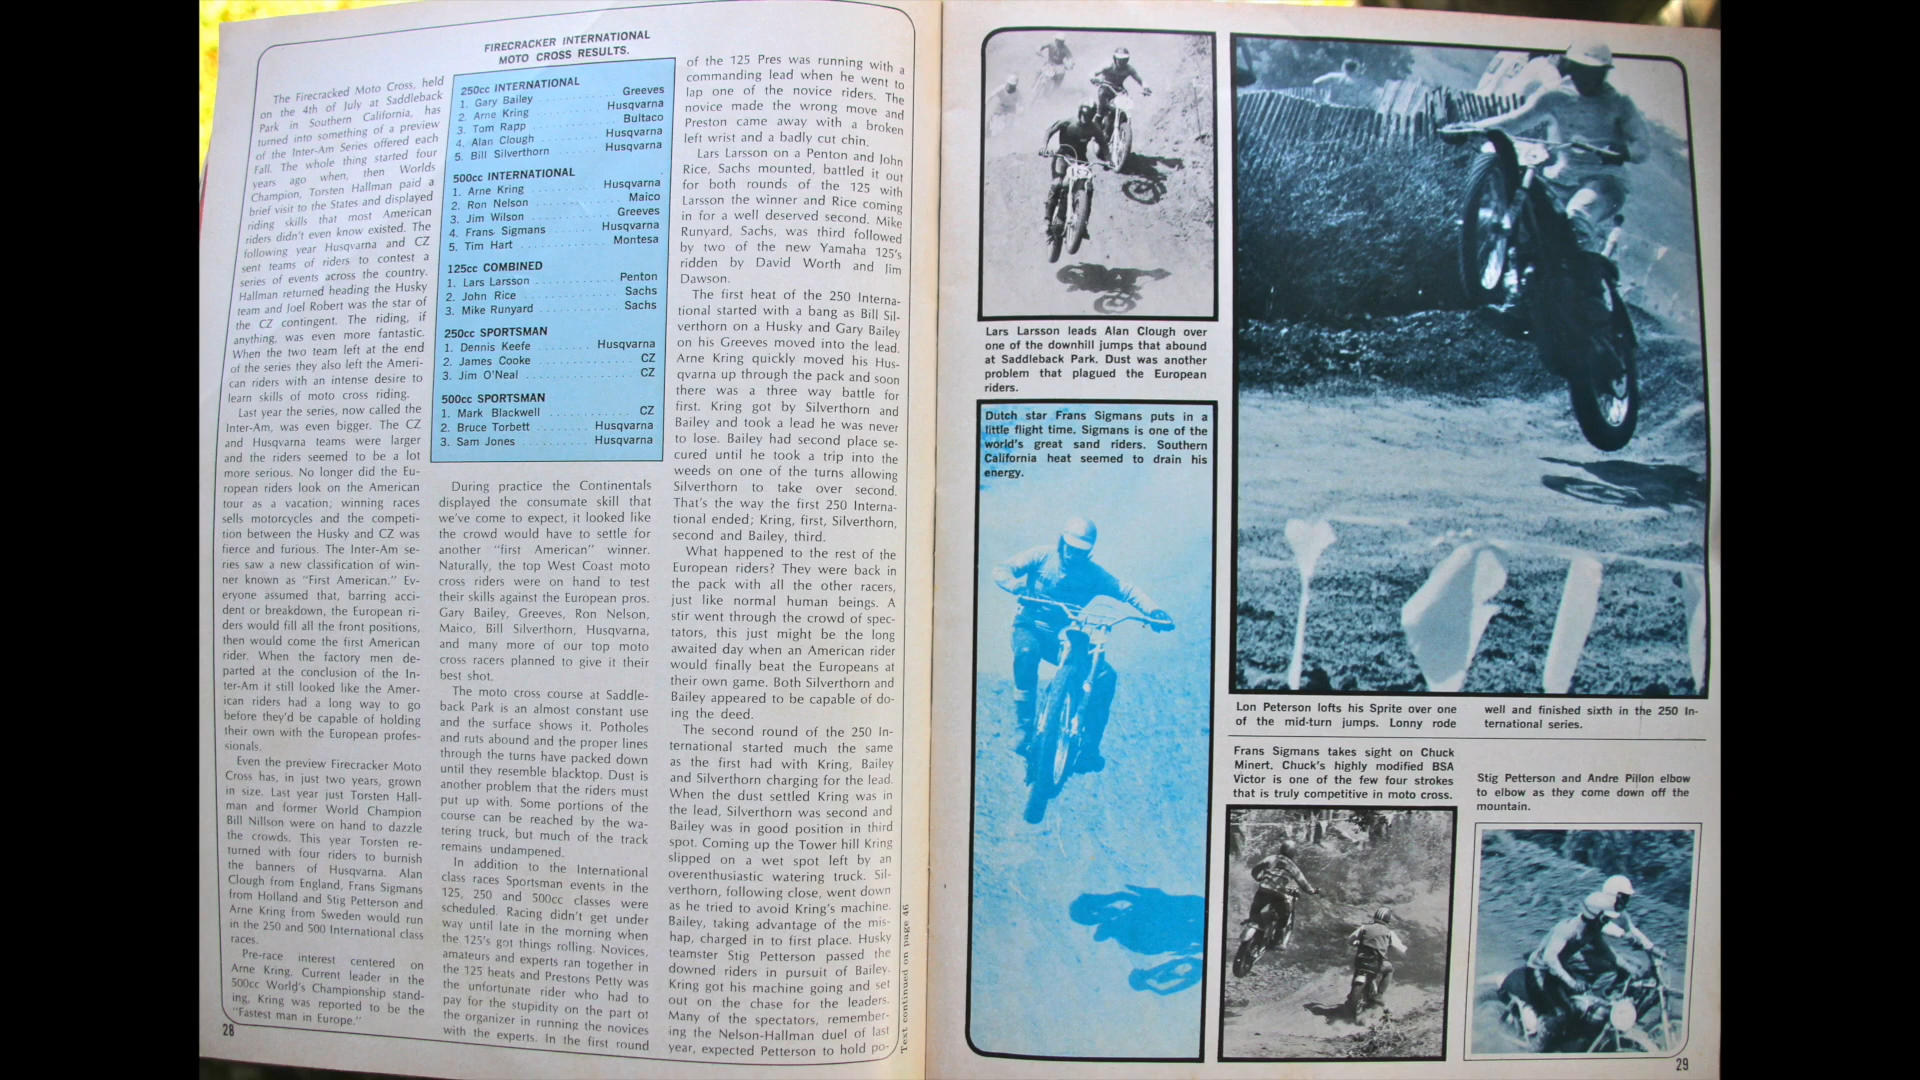 The Firecracked Moto Cross, held
on the 4th of July at Saddleback
Park in Southern California, has
turned into something of a preview
of the Inter-Am Series offered each
Fall. The whole thing started four
years ago when, then Worlds
Champion, Torsten Hallman paid a
brief visit to the States and displayed
riding skills that most American
riders didn't even know existed. The
following year Husqvarna and CZ
sent teams of riders to contest a
series of events across the country.
Hallman returned heading the Husky
team and Joel Robert was the star of
the CZ contingent. The riding, if
anything, was even more fantastic.
When the two team left at the end
of the series they also left the Ameri-
can riders with an intense desire to
learn skills of moto cross riding.
Last year the series, now called the
Inter-Am, was even bigger. The CZ
and Husqvarna teams were larger
and the riders seemed to be a lot
more serious. No longer did the Eu-
ropean riders look on the American
tour as a vacation; winning races
sells motorcycles and the competi-
tion between the Husky and CZ was
fierce and furious. The Inter-Am se-
ries saw a new classification of win-
ner known as "First American." Ev-
eryone assumed that, barring acci-
dent or breakdown, the European ri-
ders would fill all the front positions,
then would come the first American
rider. When the factory men de-
parted at the conclusion of the In-
ter-Am it still looked like the Amer-
ican riders had a long way to go
before they'd be capable of holding
their own with the European profes-
sionals.
Even the preview Firecracker Moto
Cross has, in just two years, grown
in size. Last year just Torsten Hall-
man and former World Champion
Bill Nillson were on hand to dazzle
the crowds. This year Torsten re-
turned with four riders to burnish
the banners of Husqvarna. Alan
Clough from England, Frans Sigmans
from Holland and Stig Petterson and
Arne Kring from Sweden would run
in the 250 and 500 International class
races.
Pre-race interest centered on
Arne Kring. Current leader in the
500cc World's Championship stand-
ing, Kring was reported to be the
"Fastest man in Europe."
28
FIRECRACKER INTERNATIONAL
MOTO CROSS RESULTS.
250cc INTERNATIONAL
1. Gary Bailey Greeves
2. Arne Kring Husqvarna
3. Tom Rapp Bultaco
4. Alan Clough Husqvarna
5. Bill Silverthorn Husqvarna
500cc INTERNATIONAL
1. Arne Kring Husqvarna
2. Ron Nelson Maico
3. Jim Wilson Greeves
4. Frans Sigmans Husqvarna
5. Tim Hart Montesa
125cc COMBINED
1. Lars Larsson Penton
2. John Rice Sachs
3. Mike Runyard Sachs
250cc SPORTSMAN
1. Dennis Keefe Husqvarna
2. James Cooke CZ
3. Jim O'Neal CZ
500cc SPORTSMAN
1. Mark Blackwell CZ
2. Bruce Torbett Husqvarna
3. Sam Jones Husqvarna
During practice the Continentals
displayed the consumate skill that
we've come to expect, it looked like
the crowd would have to settle for
another "first American" winner.
Naturally, the top West Coast moto
cross riders were on hand to test
their skills against the European pros.
Gary Bailey, Greeves, Ron Nelson,
Maico, Bill Silverthorn, Husqvarna,
and many more of our top moto
cross racers planned to give it their
best shot.
The moto cross course at Saddle-
back Park is an almost constant use
and the surface shows it. Potholes
and ruts abound and the proper lines
through the turns have packed down
until they resemble blacktop. Dust is
another problem that the riders must
put up with. Some portions of the
course can be reached by the wa-
tering truck, but much of the track
remains undampened.
In addition to the International
class races Sportsman events in the
125, 250 and 500cc classes were
scheduled. Racing didn't get under
way until late in the morning when
the 125's got things rolling. Novices,
amateurs and experts ran together in
the 125 heats and Prestons Petty was
the unfortunate rider who had to
pay for the stupidity on the part of
the organizer in running the novices
with the experts. In the first round
of the 125 Pres was running with a
commanding lead when he went to
lap one of the novice riders. The
novice made the wrong move and
Preston came away with a broken
left wrist and a badly cut chin.
Lars Larsson on a Penton and John
Rice, Sachs mounted, battled it out
for both rounds of the 125 with
Larsson the winner and Rice coming
in for a well deserved second. Mike
Runyard, Sachs, was third followed
by two of the new Yamaha 125's
ridden by David Worth and Jim
Dawson.
The first heat of the 250 Interna-
tional started with a bang as Bill Sil-
verthorn on a Husky and Gary Bailey
on his Greeves moved into the lead.
Arne Kring quickly moved his Hus-
qvarna up through the pack and soon
there was a three way battle for
first. Kring got by Silverthorn and
Bailey and took a lead he was never
to lose. Bailey had second place se-
cured until he took a trip into the
weeds on one of the turns allowing
Silverthorn to take over second.
That's the way the first 250 Interna-
tional ended; Kring, first, Silverthorn,
second and Bailey, third.
What happened to the rest of the
European riders? They were back in
the pack with all the other racers,
just like normal human beings. A
stir went through the crowd of spec-
tators, this just might be the long
awaited day when an American rider
would finally beat the Europeans at
their own game. Both Silverthorn and
Bailey appeared to be capable of do-
ing the deed.
The second round of the 250 In-
ternational started much the same
as the first had with Kring, Bailey
and Silverthorn charging for the lead.
When the dust settled Kring was in
the lead, Silverthorn was second and
Bailey was in good position in third
spot. Coming up the Tower hill Kring
slipped on a wet spot left by an
overenthusiastic watering truck. Sil-
verthorn, following close, went down
as he tried to avoid Kring's machine.
Bailey, taking advantage of the mis-
hap, charged in to first place. Husky
teamster Stig Petterson passed the
downed riders in pursuit of Bailey.
Kring got his machine going and set
out on the chase for the leaders.
Many of the spectators, remember-
ing the Nelson-Hallman duel of last
year, expected Petterson to hold po-
Text continued on page 46
Lars Larsson leads Alan Clough over
one of the downhill jumps that abound
at Saddleback Park. Dust was another
problem that plagued the European
riders.
Dutch star Frans Sigmans puts in a
little flight time. Sigmans is one of the
world's great sand riders. Southern
California heat seemed to drain his
energy.
Lon Peterson lofts his Sprite over one
of the mid-turn jumps. Lonny rode
well and finished sixth in the 250 In-
ternational series.
Frans Sigmans takes sight on Chuck
Minert. Chuck's highly modified BSA
Victor is one of the few four strokes
that is truly competitive in moto cross.
Stig Petterson and Andre Pillon elbow
to elbow as they come down off the
mountain.
29